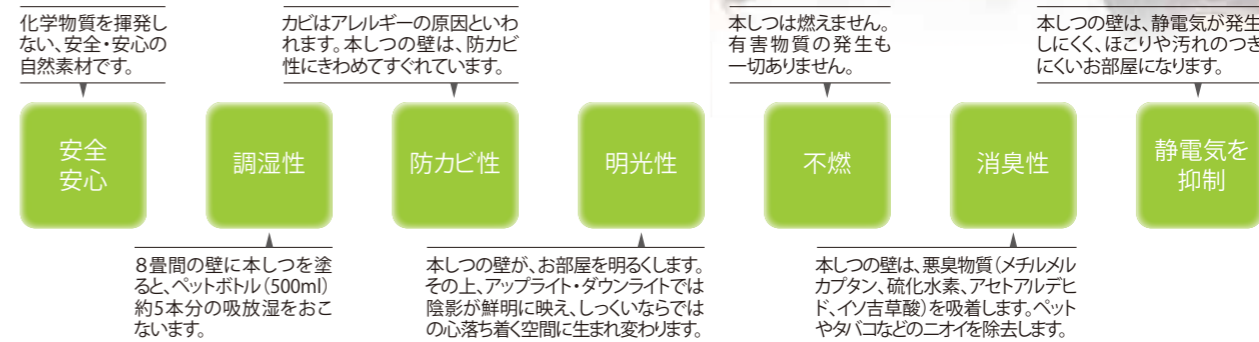 化学物質を揮発し
ない、安全・安心の
自然素材です。
カビはアレルギーの原因といわ
れます。本しつの壁は、防カビ
性にきわめてすぐれています。
本しつは燃えません。
有害物質の発生も
一切ありません。
本しつの壁は、静電気が発生
しにくく、ほこりや汚れのつき
にくいお部屋になります。
安全
安心
調湿性
防カビ性
明光性
不燃
消臭性
静電気を
抑制
8畳間の壁に本しつを塗
ると、ペットボトル(500ml)
約5本分の吸放湿をおこ
ないます。
本しつの壁が、お部屋を明るくします。
その上、アップライト・ダウンライトでは
陰影が鮮明に映え、しっくいならでは
の心落ち着く空間に生まれ変わります。
本しつの壁は、悪臭物質(メチルメル
カプタン、硫化水素、アセトアルデヒ
ド、イソ吉草酸)を吸着します。ペット
やタバコなどのニオイを除去します。